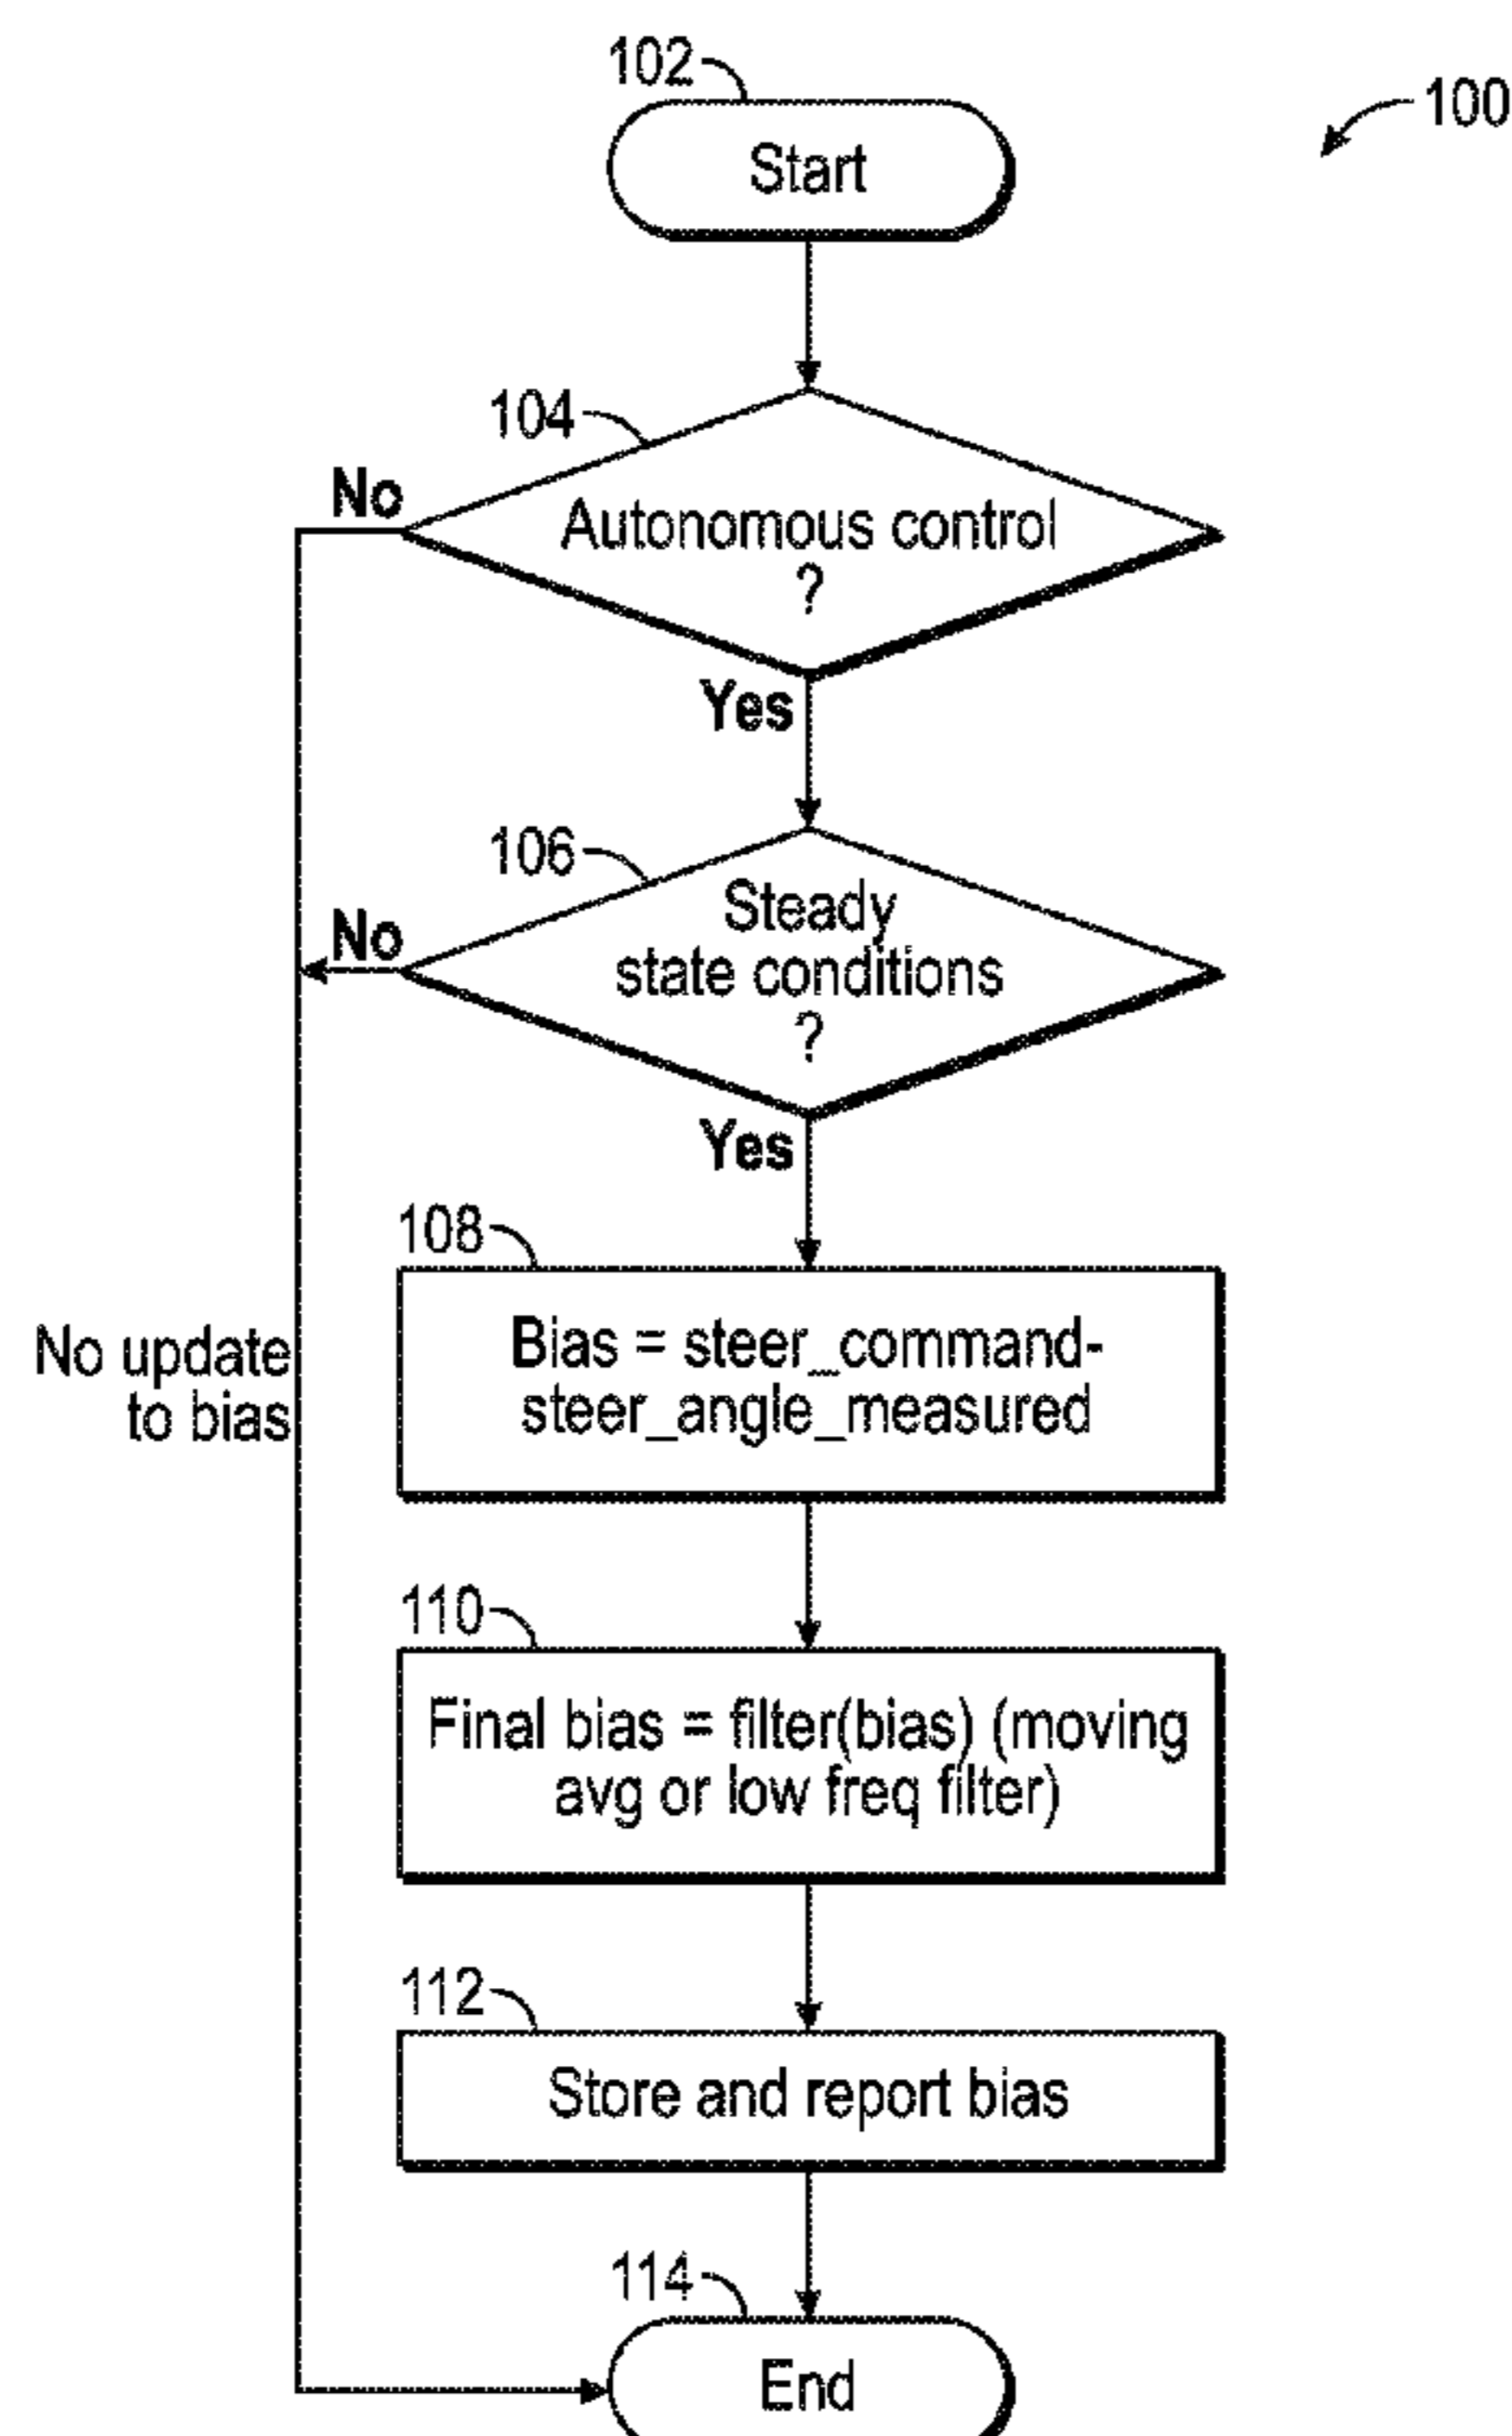 102
Start
100
104
No
Autonomous control
?
Yes
106
No
Steady
state conditions
?
Yes
108
Bias = steer_command-
steer_angle_measured
No update
to bias
110
Final bias = filter(bias) (moving
avg or low freq filter)
112
Store and report bias
114
End